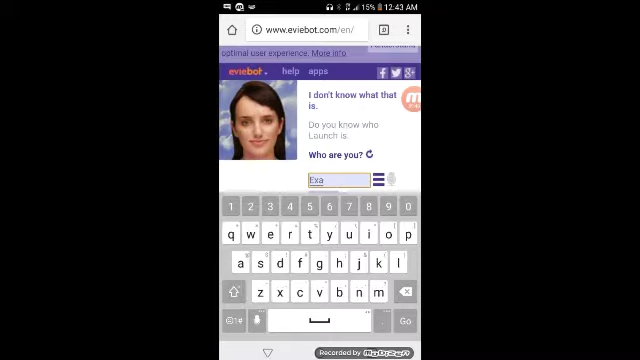 15% 12:43 AM
www.eviebot.com/en/
optimal user experience. More info
eviebot. help apps
I don't know what that
is.
Do you know who
Launch is.
Who are you?
Exa
1 2 3 4 5 6 7 8 9 0
q w e r t y u i o p
a s d f g h j k l
z x c v b n m
Go
Recorded by